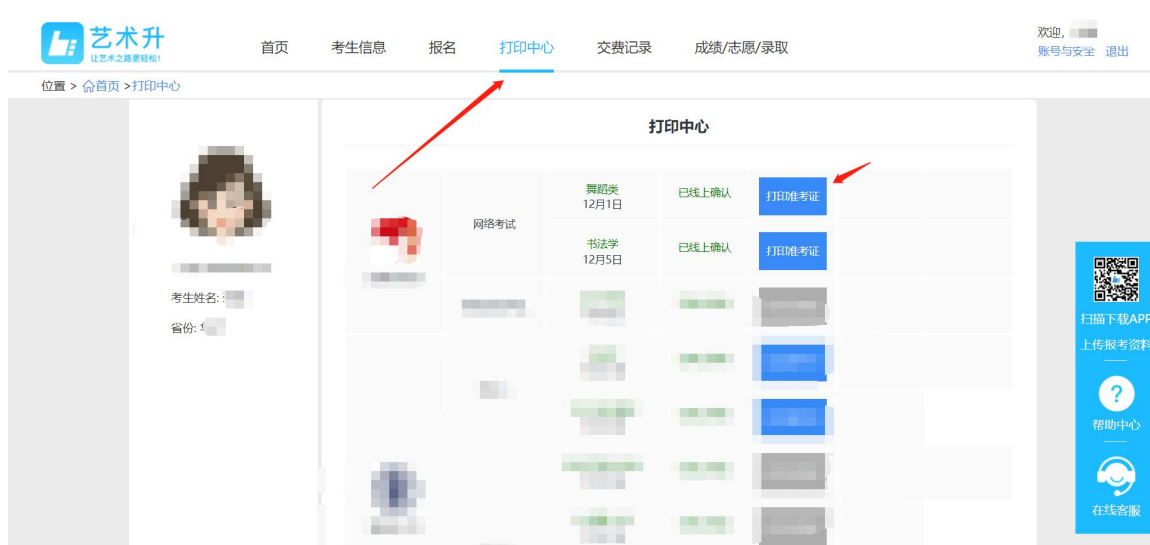 艺术升
让艺术之路更轻松!
首页 考生信息 报名 打印中心 交费记录 成绩/志愿/录取
欢迎,
账号与安全 退出
位置 > 首页 >打印中心
打印中心
考生姓名:
省份:
网络考试
舞蹈类
12月1日
已线上确认
打印准考证
书法学
12月5日
已线上确认
打印准考证
扫描下载APP
上传报考资料
?
帮助中心
在线客服